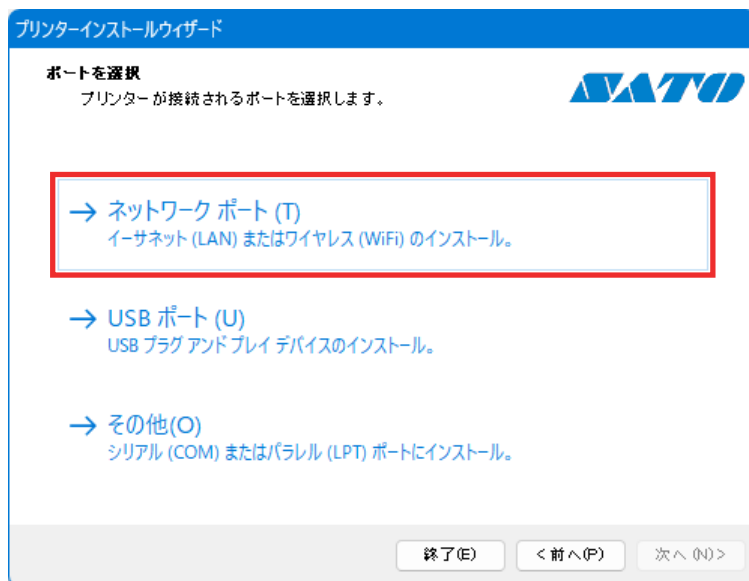 プリンターインストールウィザード
ポートを選択
プリンターが接続されるポートを選択します。
SATO
→ ネットワーク ポート (T)
イーサネット (LAN) またはワイヤレス (WiFi) のインストール。
→ USB ポート (U)
USB プラグ アンド プレイ デバイスのインストール。
→ その他(O)
シリアル (COM) またはパラレル (LPT) ポートにインストール。
終了(E)
<前へ(P)
次へ(N)>